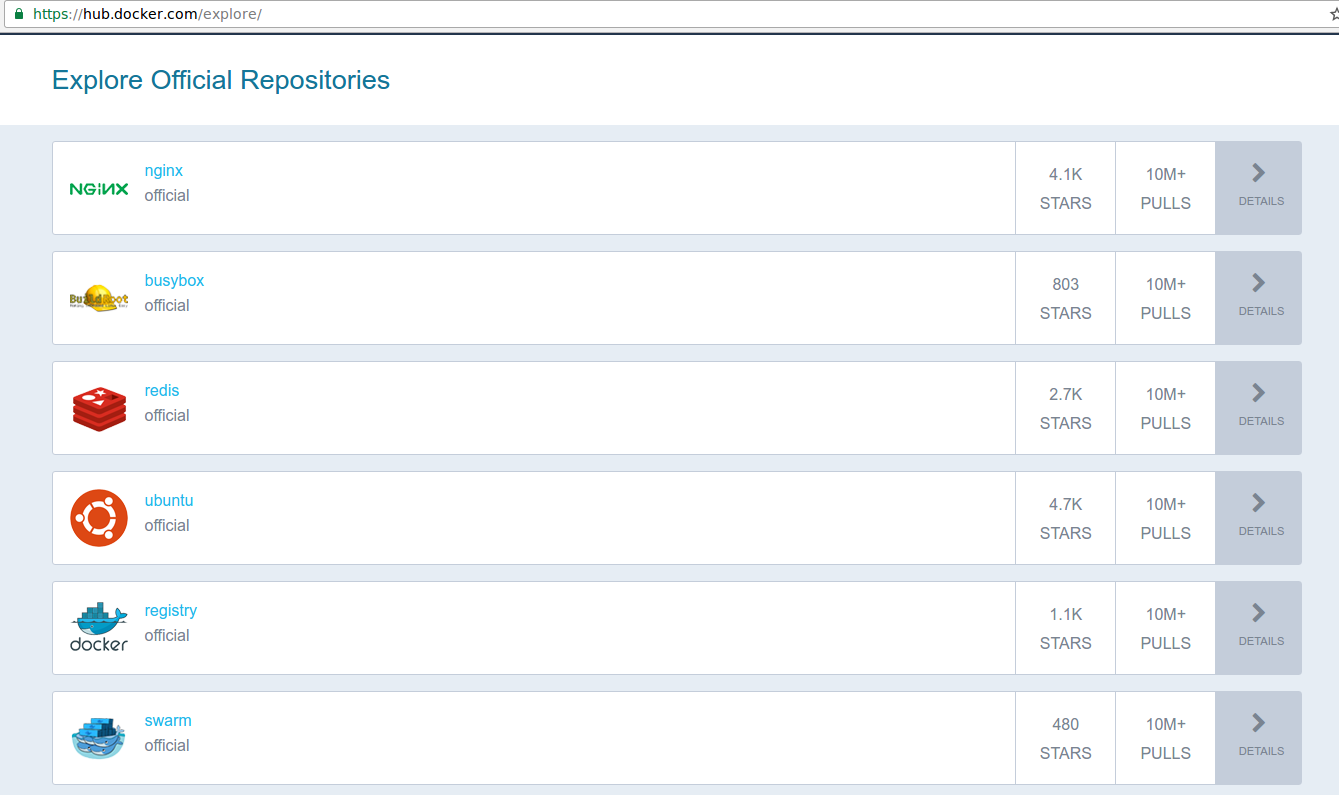 https://hub.docker.com/explore/
Explore Official Repositories
NGINX
nginx
official
4.1K
STARS
10M+
PULLS
DETAILS
busybox
official
803
STARS
10M+
PULLS
DETAILS
redis
official
2.7K
STARS
10M+
PULLS
DETAILS
ubuntu
official
4.7K
STARS
10M+
PULLS
DETAILS
docker
registry
official
1.1K
STARS
10M+
PULLS
DETAILS
swarm
official
480
STARS
10M+
PULLS
DETAILS